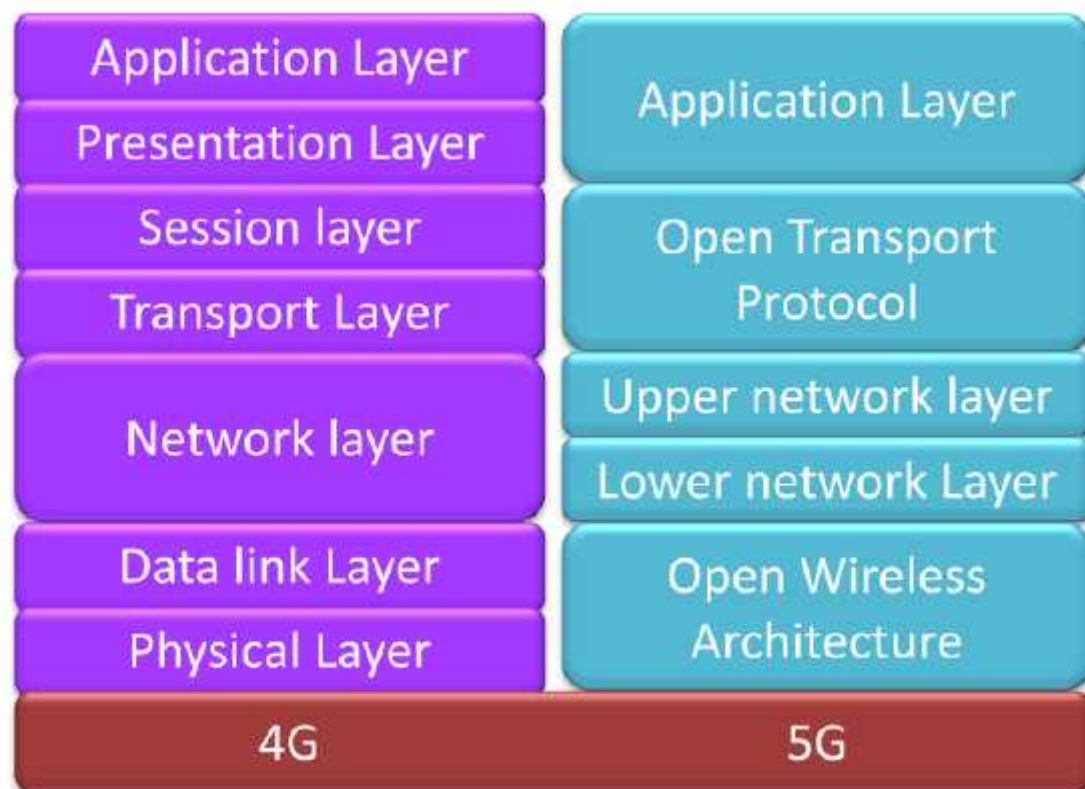 Application Layer
Presentation Layer
Session layer
Transport Layer
Network layer
Data link Layer
Physical Layer
4G
Application Layer
Open Transport
Protocol
Upper network layer
Lower network Layer
Open Wireless
Architecture
5G